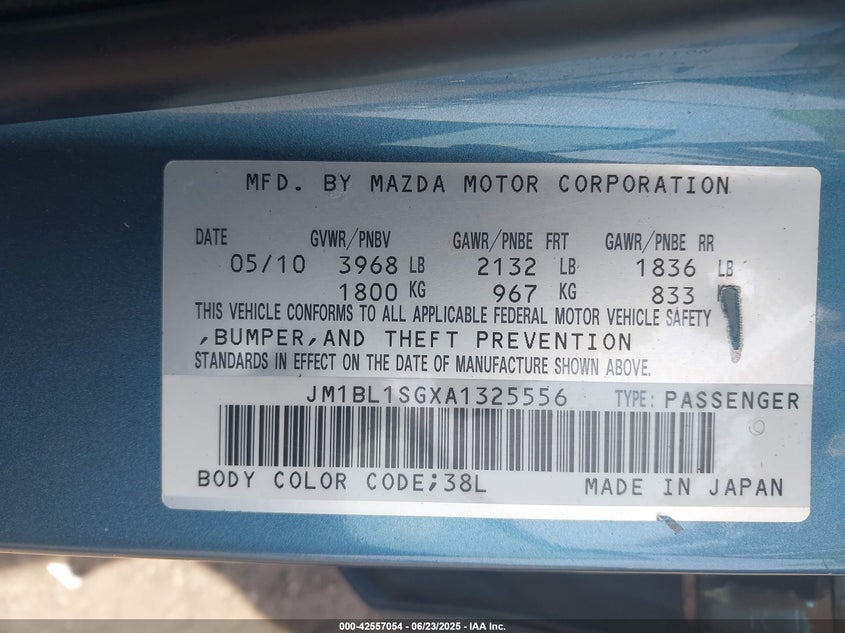 MFD. BY MAZDA MOTOR CORPORATION
DATE GVWR/PNBV GAWR/PNBE FRT GAWR/PNBE RR
05/10 3968 LB 2132 LB 1836 LB
1800 KG 967 KG 833
THIS VEHICLE CONFORMS TO ALL APPLICABLE FEDERAL MOTOR VEHICLE SAFETY
,BUMPER,AND THEFT PREVENTION
STANDARDS IN EFFECT ON THE DATE OF MANUFACTURE SHOWN ABOVE.
JM1BL1SGXA1325556 TYPE: PASSENGER
BODY COLOR CODE;38L MADE IN JAPAN
000-42557054 - 06/23/2025 - IAA Inc.